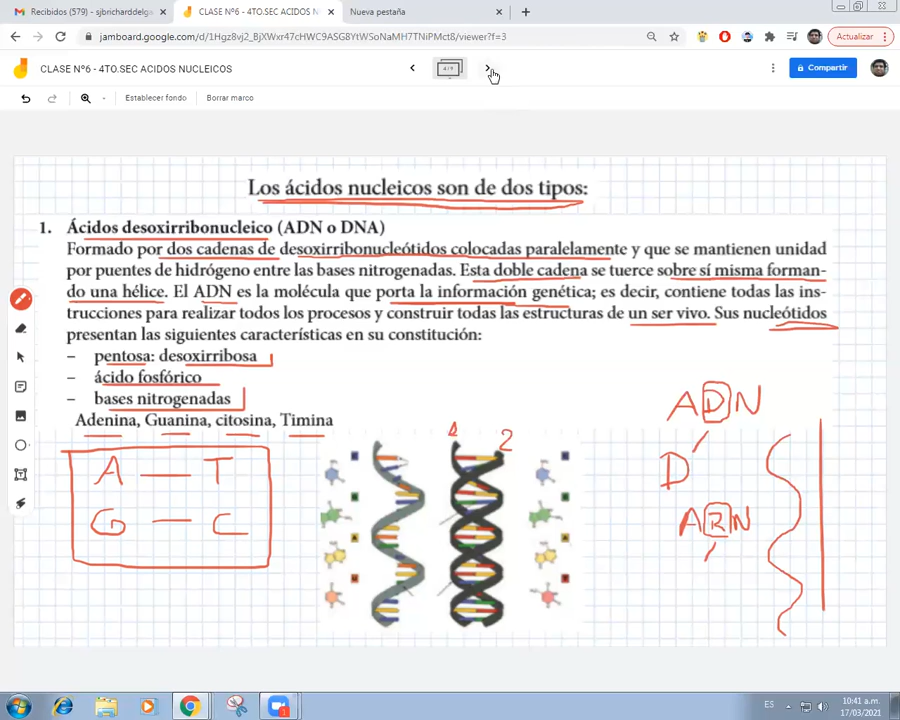 Recibidos (579) - sjbricharddelga
CLASE Nº6 - 4TO.SEC ACIDOS N
Nueva pestaña
jamboard.google.com/d/1Hgz8vj2_BjXWxr47cHWC9ASG8YtWSoNaMH7TNiPMct8/viewer?f=3
Actualizar
CLASE Nº6 - 4TO.SEC ACIDOS NUCLEICOS
4/9
Compartir
Establecer fondo
Borrar marco
Los ácidos nucleicos son de dos tipos:
1. Ácidos desoxirribonucleico (ADN o DNA)
Formado por dos cadenas de desoxirribonucleótidos colocadas paralelamente y que se mantienen unidad
por puentes de hidrógeno entre las bases nitrogenadas. Esta doble cadena se tuerce sobre sí misma forman-
do una hélice. El ADN es la molécula que porta la información genética; es decir, contiene todas las ins-
trucciones para realizar todos los procesos y construir todas las estructuras de un ser vivo. Sus nucleótidos
presentan las siguientes características en su constitución:
– pentosa: desoxirribosa
– ácido fosfórico
– bases nitrogenadas
Adenina, Guanina, citosina, Timina
A — T
G — C
1 2
ADN
D
ARN
ES
10:41 a.m.
17/03/2021